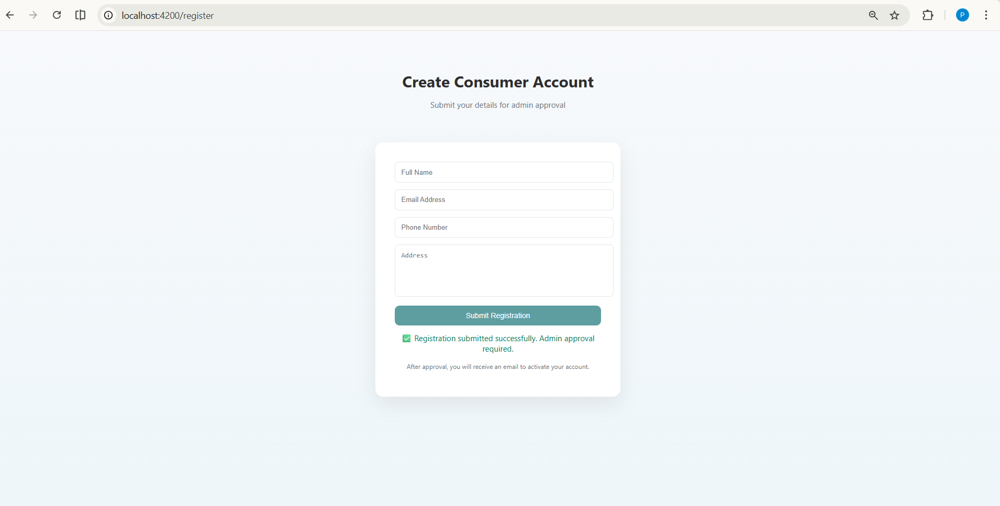 localhost:4200/register
P
Create Consumer Account
Submit your details for admin approval
Full Name
Email Address
Phone Number
Address
Submit Registration
✅ Registration submitted successfully. Admin approval
required.
After approval, you will receive an email to activate your account.